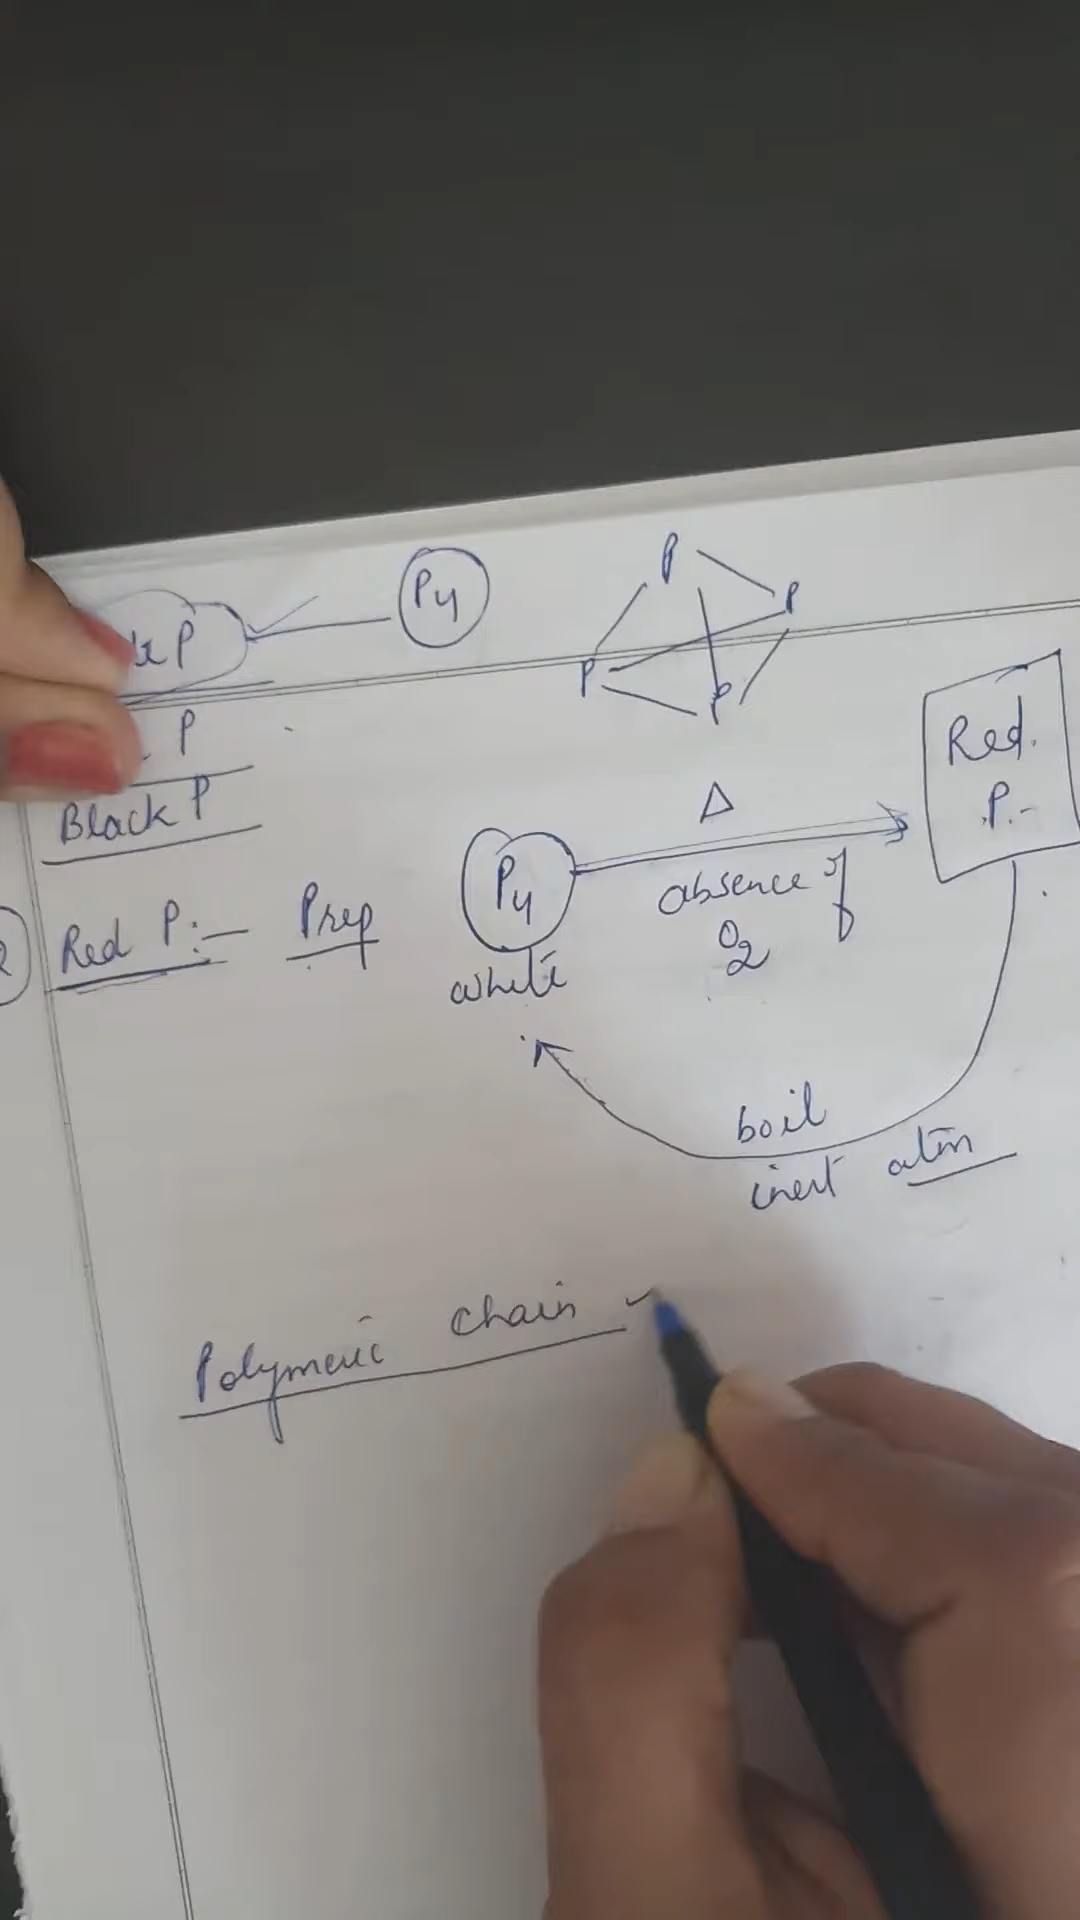 P4
P
P
P
P
P
P
Black P
Red P.-
Δ
P4
absence of
O2
Red P:- Prep
white
boil
inert atm
Polymeric chain